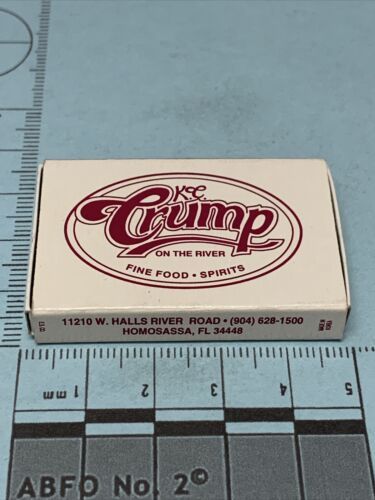 K.C.
Crump
ON THE RIVER
FINE FOOD • SPIRITS
11210 W. HALLS RIVER ROAD • (904) 628-1500
HOMOSASSA, FL 34448
mm 1 2 3 4 5
ABFO No. 2©